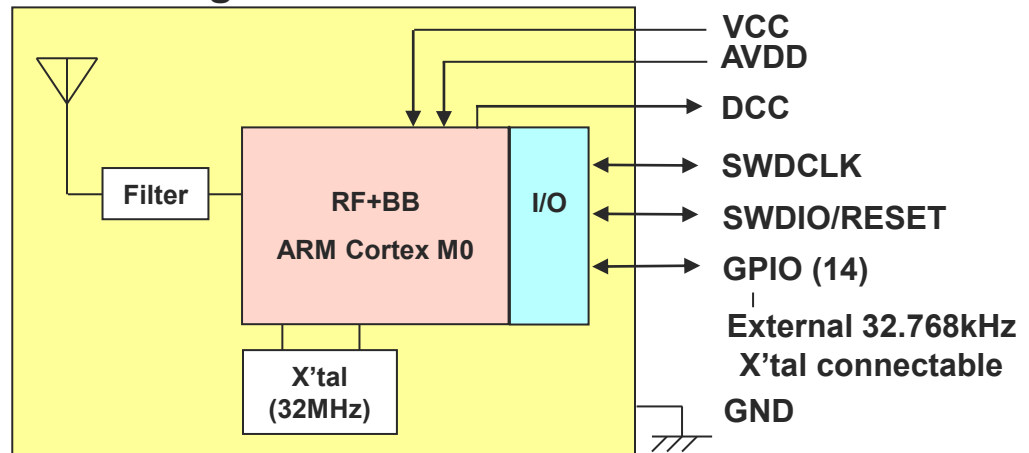 VCC
AVDD
DCC
Filter
RF+BB
ARM Cortex M0
I/O
SWDCLK
SWDIO/RESET
GPIO (14)
External 32.768kHz
X'tal connectable
X'tal
(32MHz)
GND